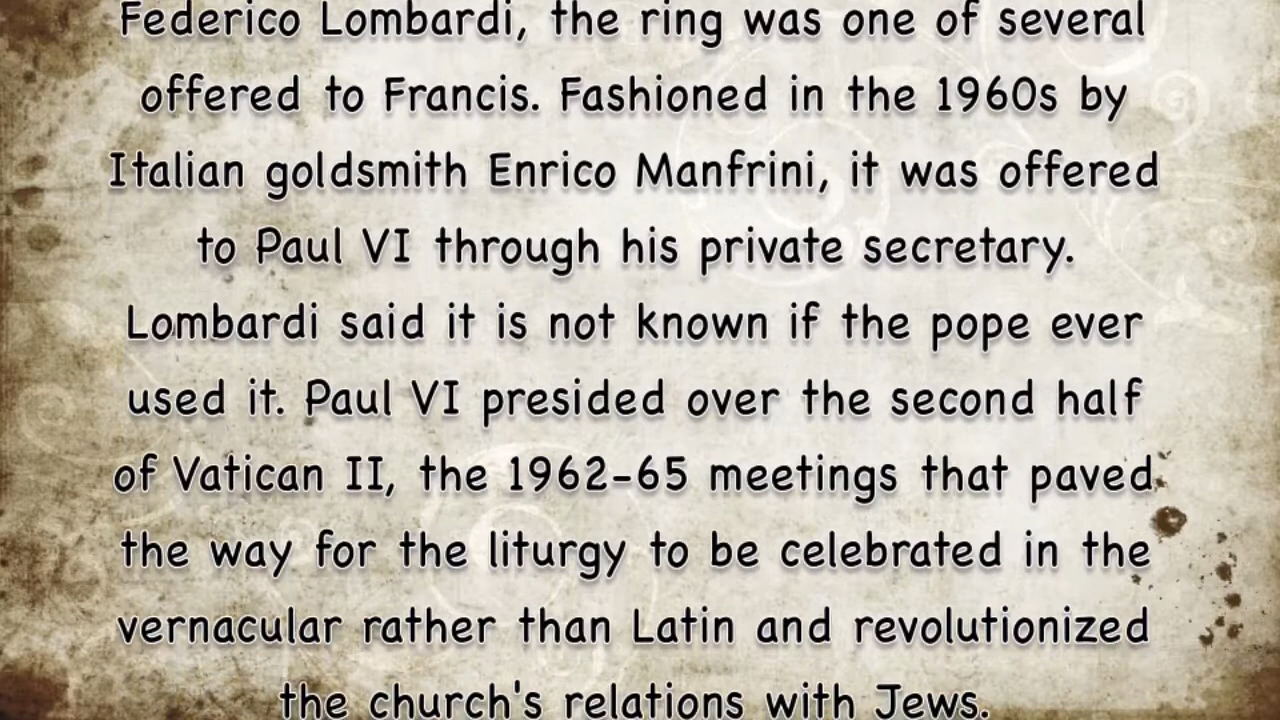 Federico Lombardi, the ring was one of several
offered to Francis. Fashioned in the 1960s by
Italian goldsmith Enrico Manfrini, it was offered
to Paul VI through his private secretary.
Lombardi said it is not known if the pope ever
used it. Paul VI presided over the second half
of Vatican II, the 1962-65 meetings that paved
the way for the liturgy to be celebrated in the
vernacular rather than Latin and revolutionized
the church's relations with Jews.